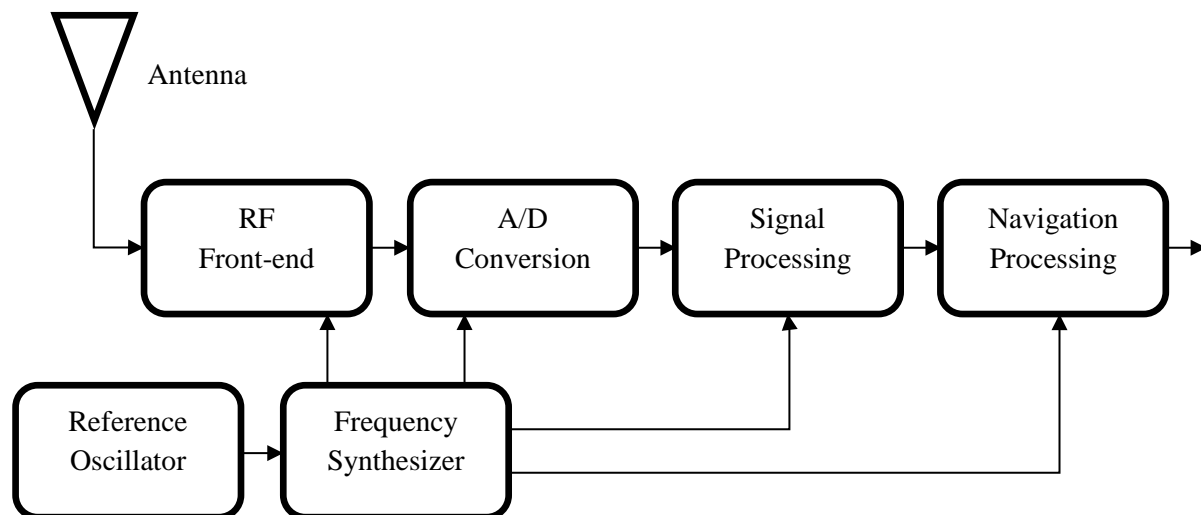 Antenna
RF
Front-end
A/D
Conversion
Signal
Processing
Navigation
Processing
Reference
Oscillator
Frequency
Synthesizer